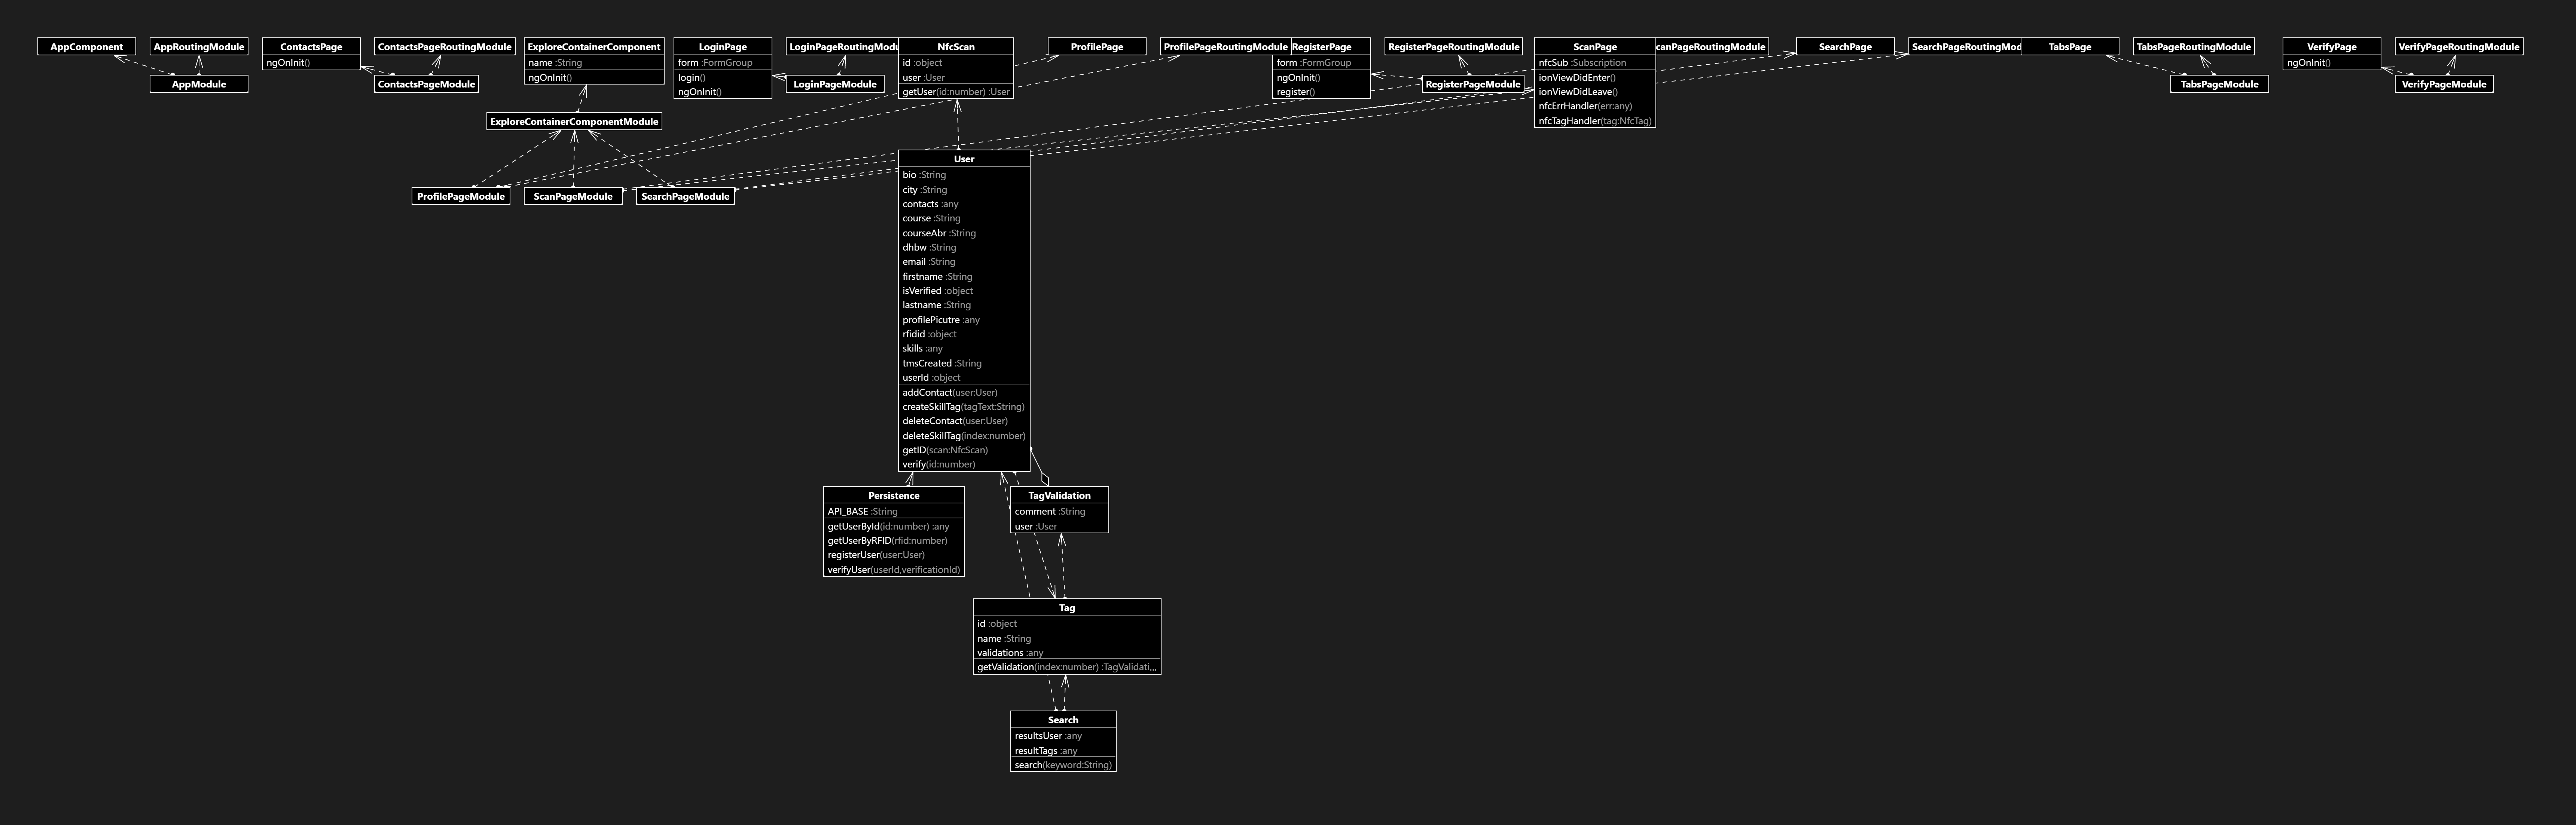 AppComponent
AppRoutingModule
ContactsPage
ngOnInit()
ContactsPageRoutingModule
ExploreContainerComponent
name :String
ngOnInit()
LoginPage
form :FormGroup
login()
ngOnInit()
LoginPageRoutingModu
NfcScan
id :object
user :User
getUser(id:number) :User
ProfilePage
ProfilePageRoutingModule
RegisterPage
form :FormGroup
ngOnInit()
register()
RegisterPageRoutingModule
ScanPage
nfcSub :Subscription
ionViewDidEnter()
ionViewDidLeave()
nfcErrHandler(err:any)
nfcTagHandler(tag:NfcTag)
canPageRoutingModule
SearchPage
SearchPageRoutingMod
TabsPage
TabsPageRoutingModule
VerifyPage
ngOnInit()
VerifyPageRoutingModule
AppModule
ContactsPageModule
LoginPageModule
RegisterPageModule
TabsPageModule
VerifyPageModule
ExploreContainerComponentModule
ProfilePageModule
ScanPageModule
SearchPageModule
User
bio :String
city :String
contacts :any
course :String
courseAbr :String
dhbw :String
email :String
firstname :String
isVerified :object
lastname :String
profilePicutre :any
rfidid :object
skills :any
tmsCreated :String
userId :object
addContact(user:User)
createSkillTag(tagText:String)
deleteContact(user:User)
deleteSkillTag(index:number)
getID(scan:NfcScan)
verify(id:number)
Persistence
API_BASE :String
getUserById(id:number) :any
getUserByRFID(rfid:number)
registerUser(user:User)
verifyUser(userId,verificationId)
TagValidation
comment :String
user :User
Tag
id :object
name :String
validations :any
getValidation(index:number) :TagValidati...
Search
resultsUser :any
resultTags :any
search(keyword:String)